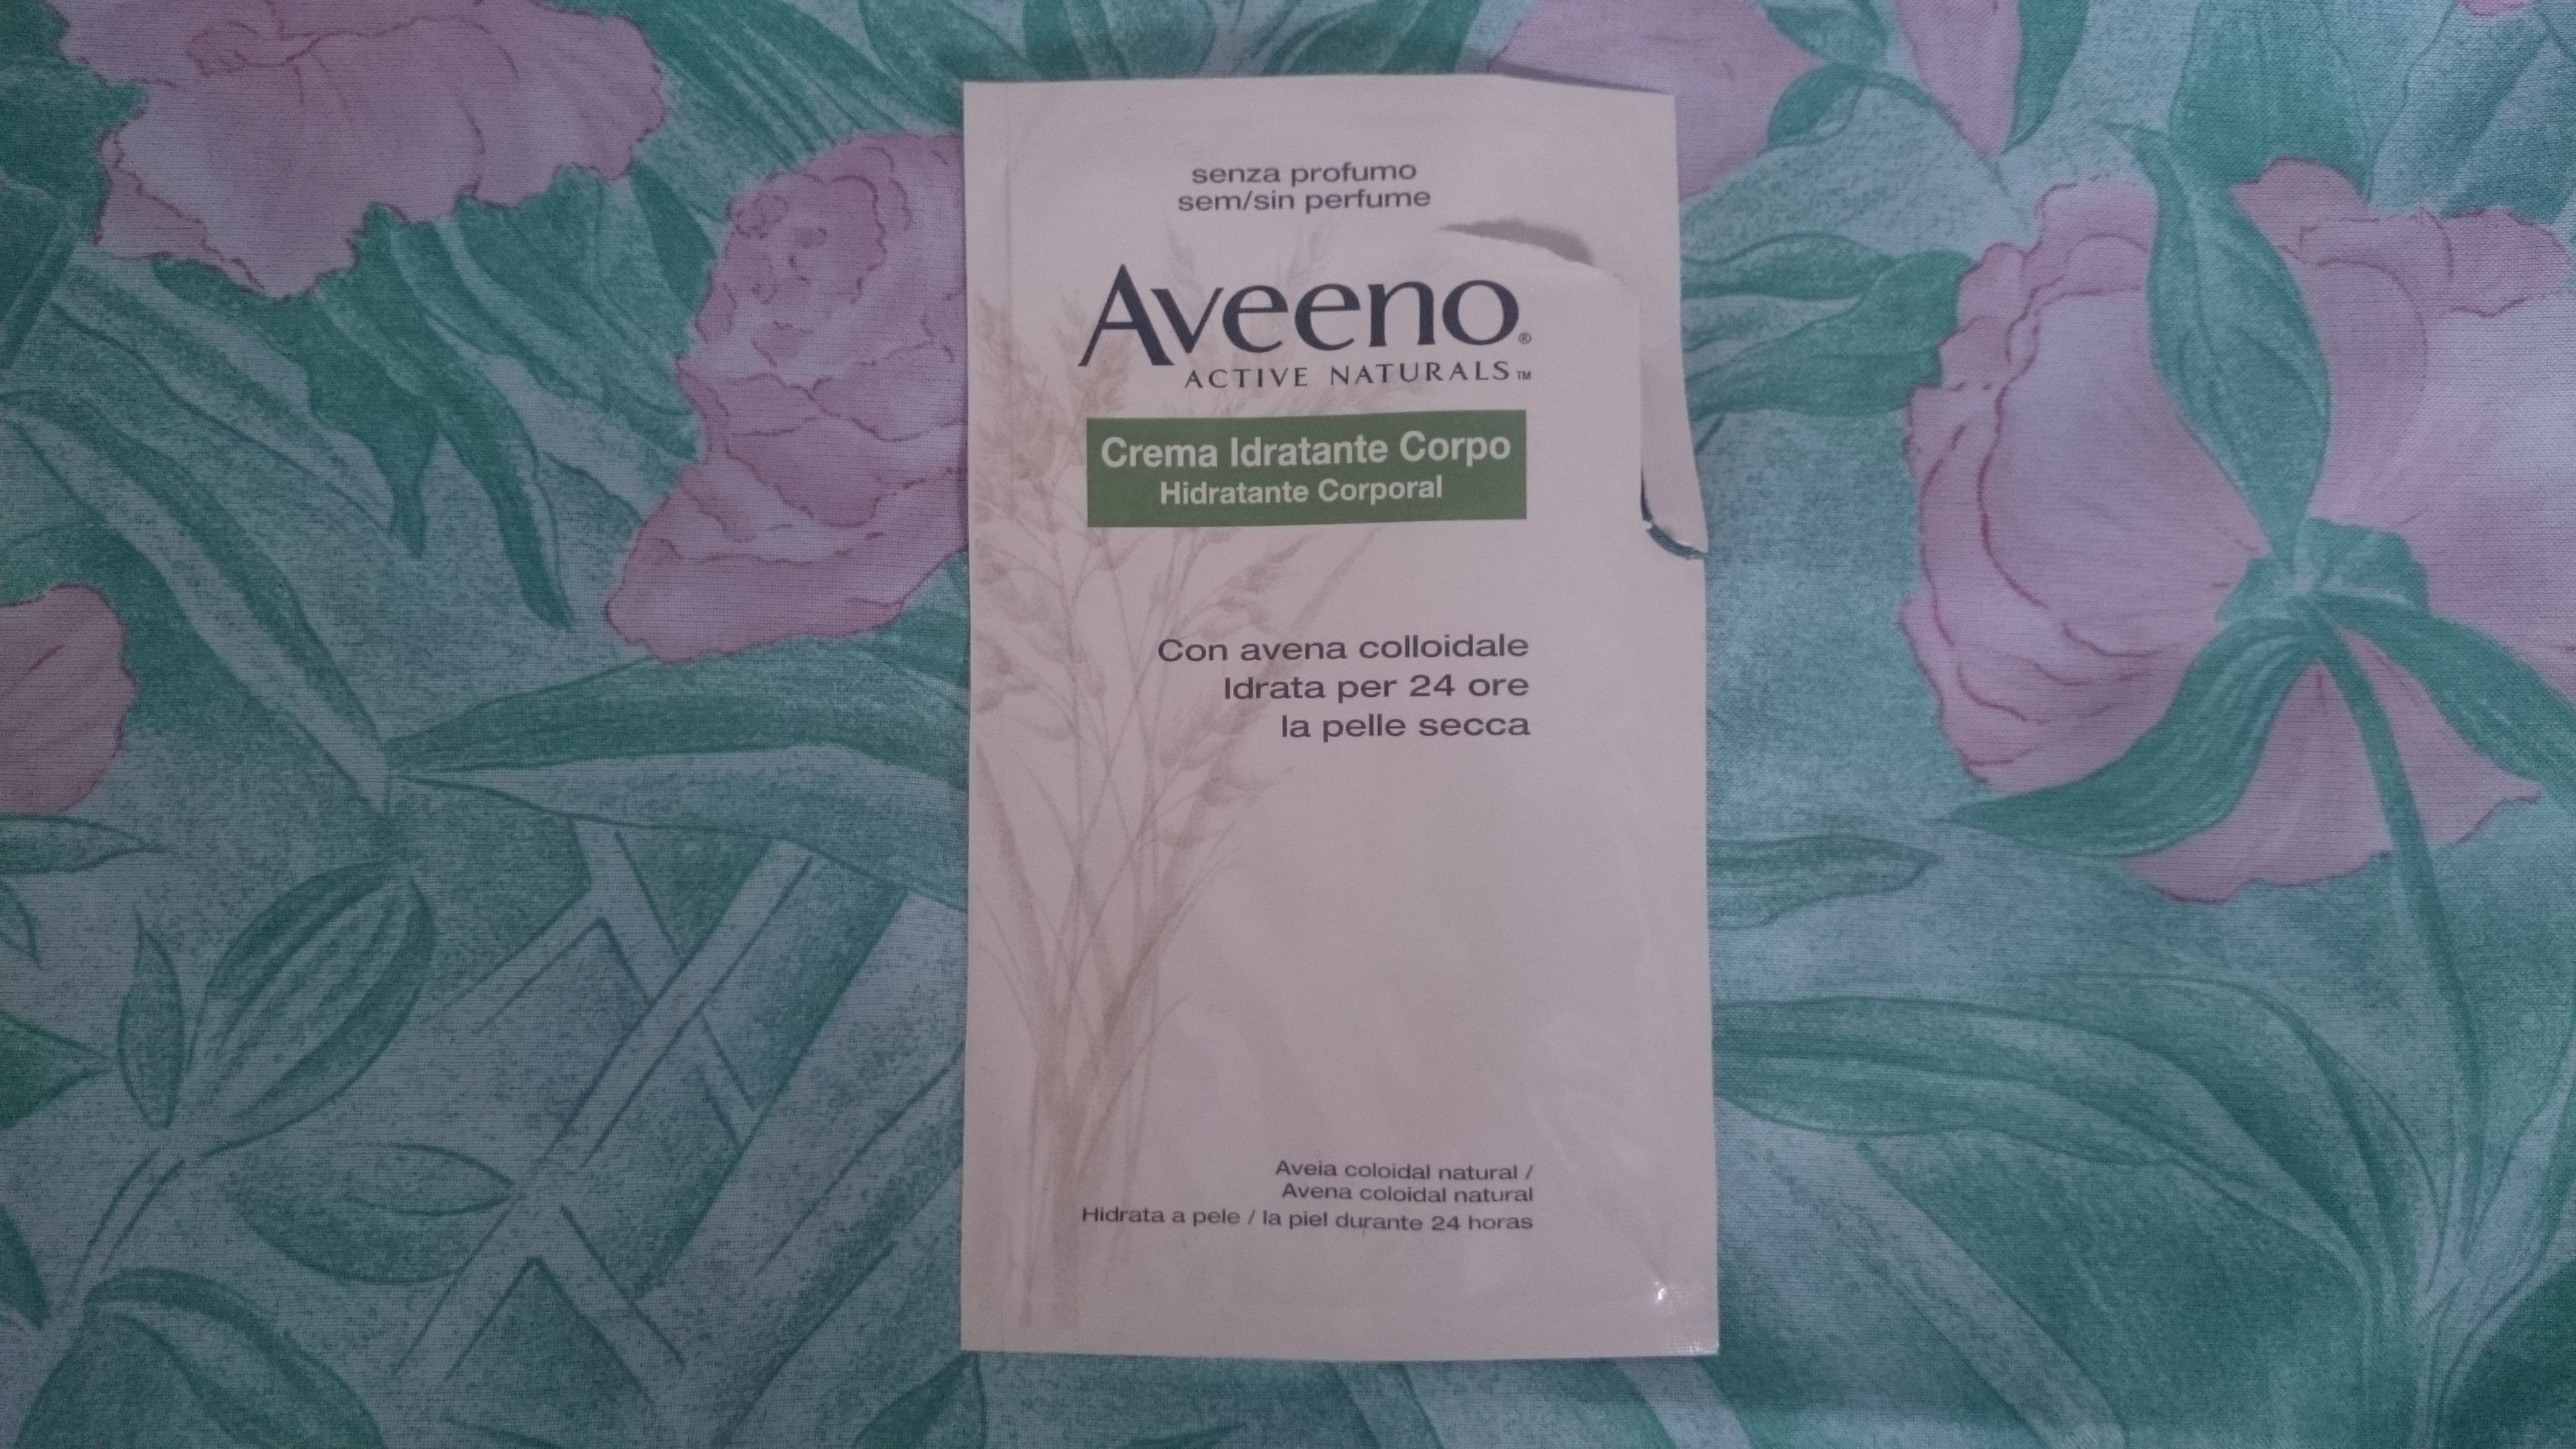 senza profumo
sem/sin perfume
Aveeno®
ACTIVE NATURALS™
Crema Idratante Corpo
Hidratante Corporal
Con avena colloidale
Idrata per 24 ore
la pelle secca
Aveia coloidal natural /
Avena coloidal natural
Hidrata a pele / la piel durante 24 horas